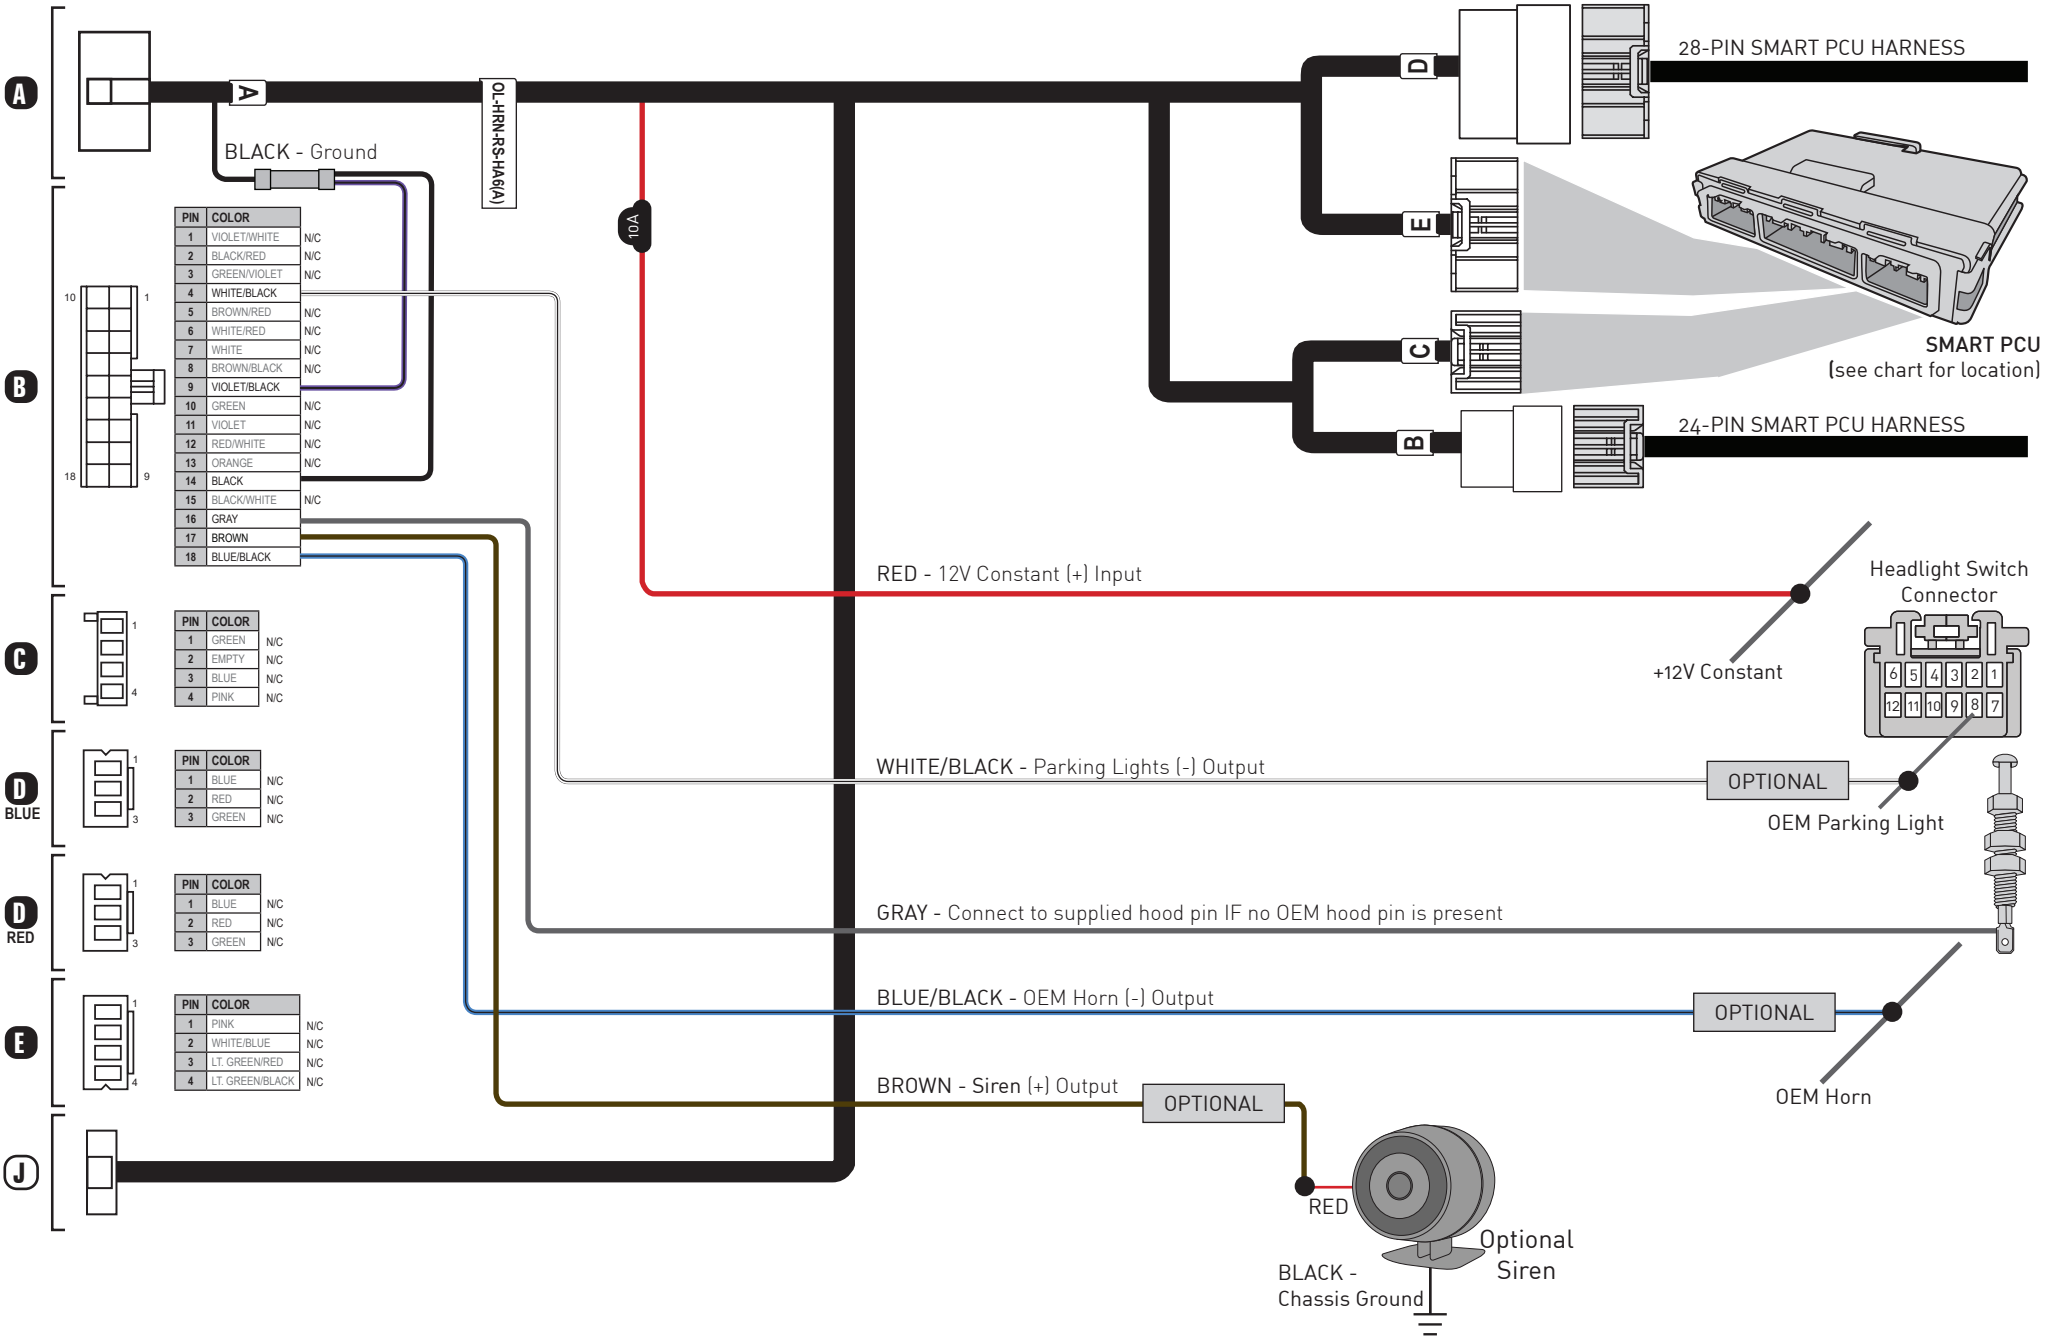 A
A
OL-HRN-RS-HA6(A)
BLACK - Ground
10A
D
28-PIN SMART PCU HARNESS
E
SMART PCU
(see chart for location)
C
B
24-PIN SMART PCU HARNESS
B
10 1
18 9
PIN COLOR
1 VIOLET/WHITE N/C
2 BLACK/RED N/C
3 GREEN/VIOLET N/C
4 WHITE/BLACK
5 BROWN/RED N/C
6 WHITE/RED N/C
7 WHITE N/C
8 BROWN/BLACK N/C
9 VIOLET/BLACK
10 GREEN N/C
11 VIOLET N/C
12 RED/WHITE N/C
13 ORANGE N/C
14 BLACK
15 BLACK/WHITE N/C
16 GRAY
17 BROWN
18 BLUE/BLACK
RED - 12V Constant (+) Input
+12V Constant
Headlight Switch
Connector
6 5 4 3 2 1
12 11 10 9 8 7
C
1
4
PIN COLOR
1 GREEN N/C
2 EMPTY N/C
3 BLUE N/C
4 PINK N/C
D
BLUE
1
3
PIN COLOR
1 BLUE N/C
2 RED N/C
3 GREEN N/C
WHITE/BLACK - Parking Lights (-) Output
OPTIONAL
OEM Parking Light
D
RED
1
3
PIN COLOR
1 BLUE N/C
2 RED N/C
3 GREEN N/C
GRAY - Connect to supplied hood pin IF no OEM hood pin is present
E
1
4
PIN COLOR
1 PINK N/C
2 WHITE/BLUE N/C
3 LT. GREEN/RED N/C
4 LT. GREEN/BLACK N/C
BLUE/BLACK - OEM Horn (-) Output
OPTIONAL
OEM Horn
BROWN - Siren (+) Output
OPTIONAL
J
RED
Optional
Siren
BLACK -
Chassis Ground